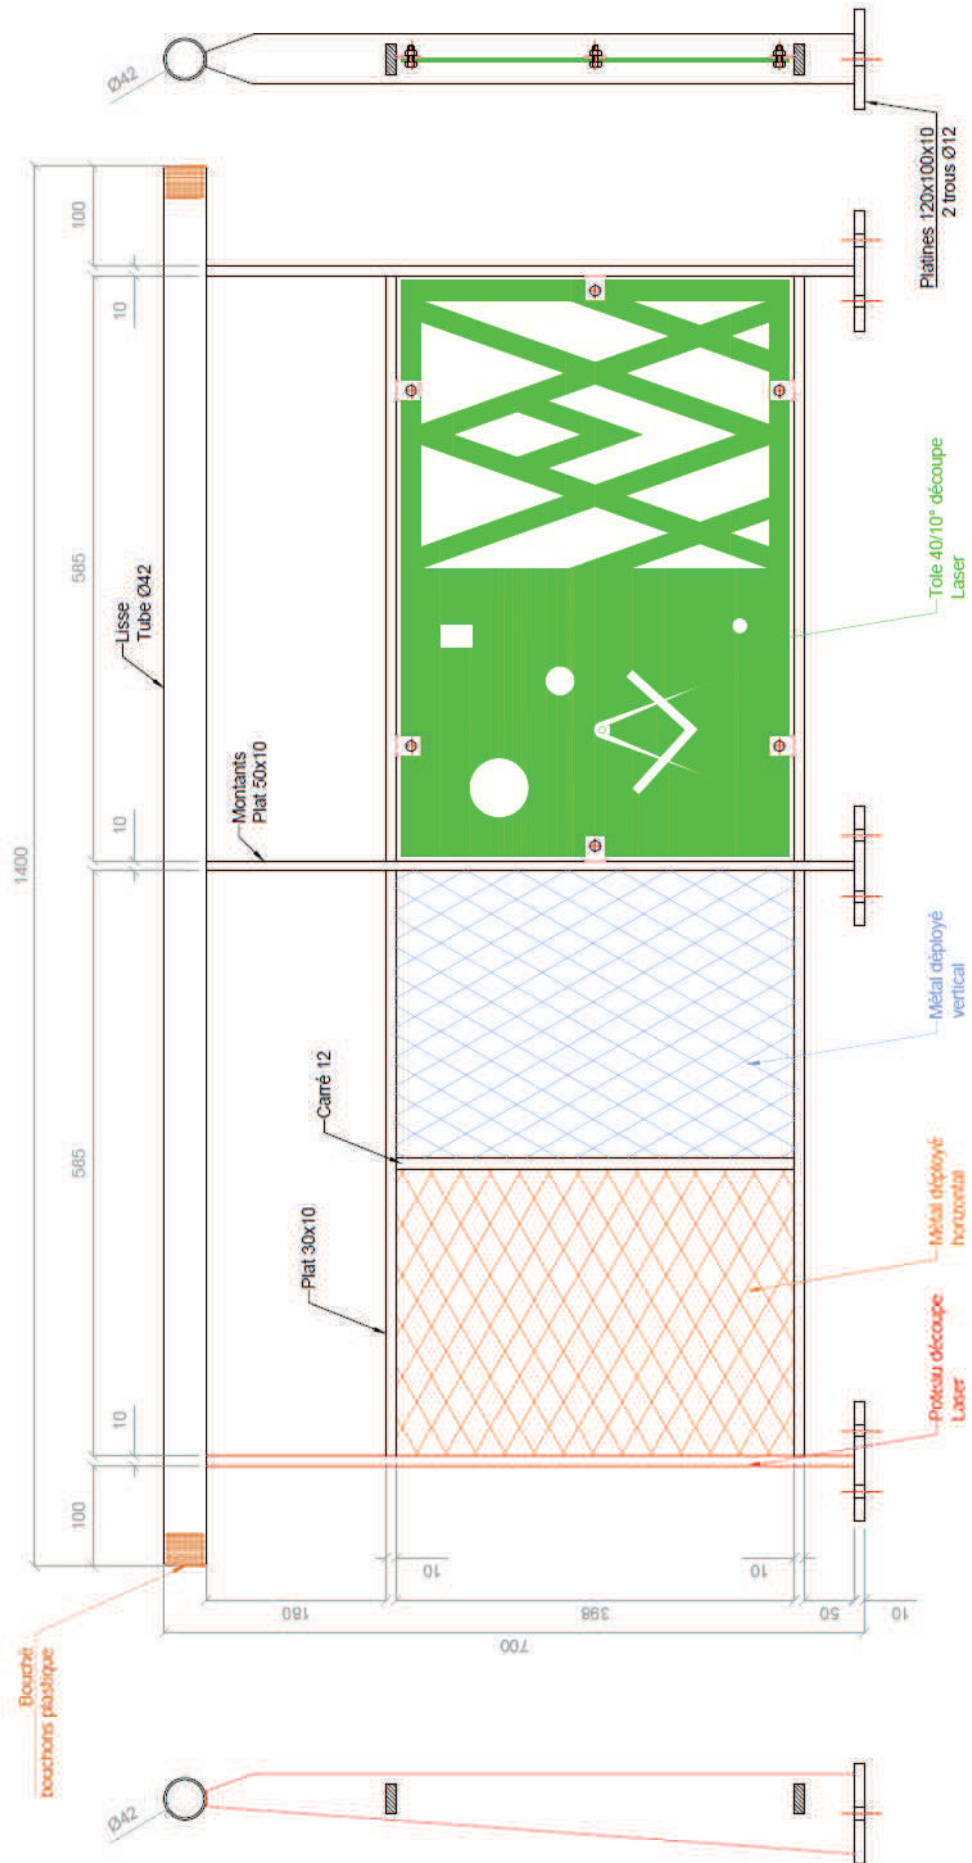 Ø42
Platines 120x100x10
2 trous Ø12
1400
100
585
585
100
10
10
10
Lisse
Tube Ø42
Montants
Plat 50x10
Carré 12
Plat 30x10
Tole 40/10° découpe
Laser
Métal déployé
vertical
Métal déployé
horizontal
Poteau découpe
Laser
Bouché
bouchons plastique
180
10
398
10
50
10
700
Ø42